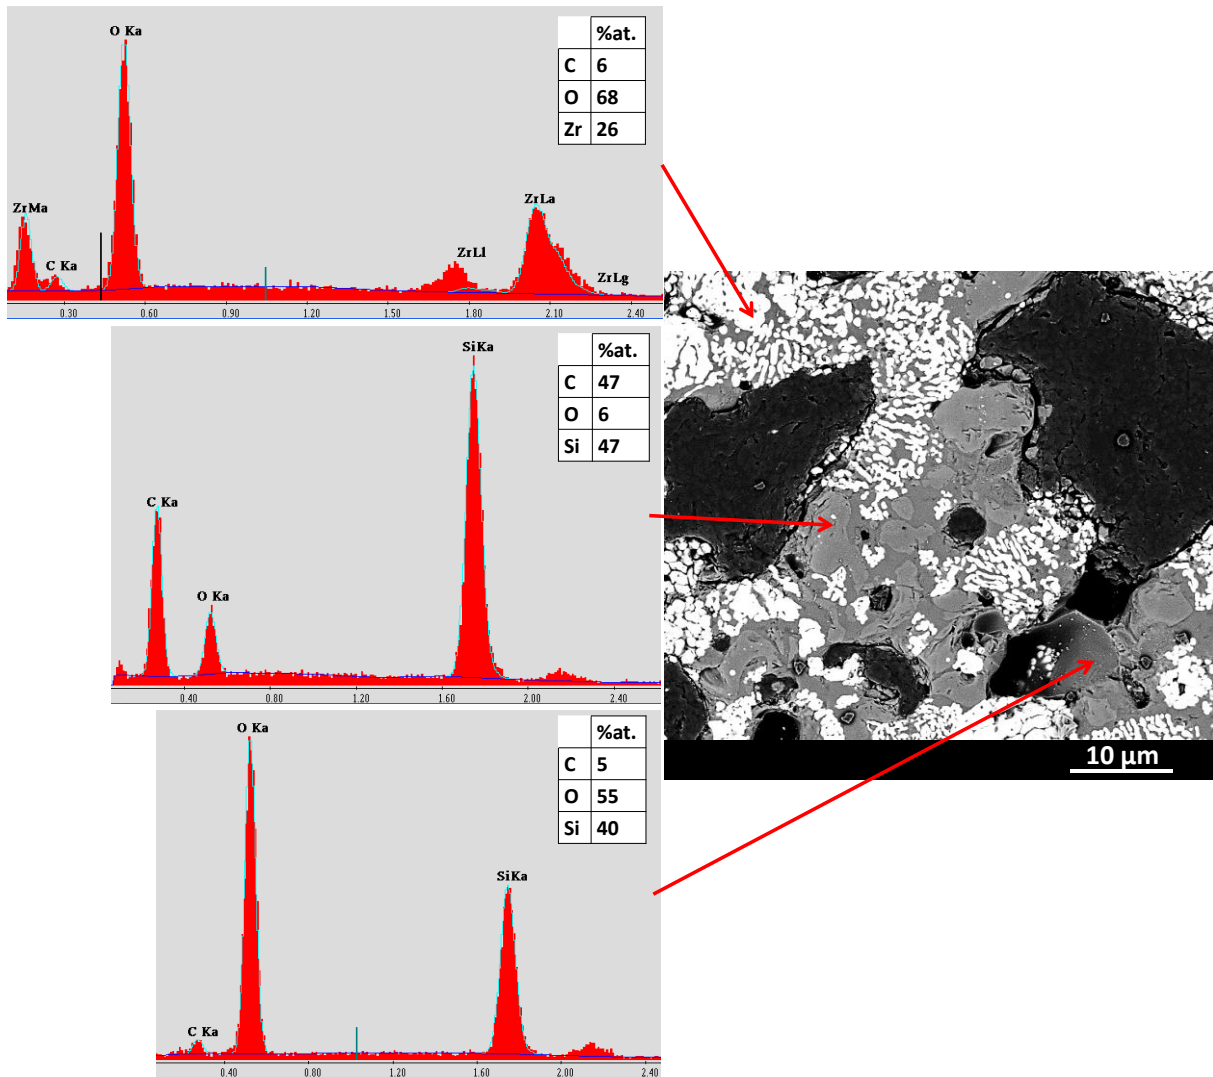 O Ka
%at.
C 6
O 68
Zr 26
ZrMa
C Ka
ZrLl
ZrLa
ZrLg
0.30 0.60 0.90 1.20 1.50 1.80 2.10 2.40
SiKa
%at.
C 47
O 6
Si 47
C Ka
O Ka
0.40 0.80 1.20 1.60 2.00 2.40
10 µm
O Ka
%at.
C 5
O 55
Si 40
SiKa
C Ka
0.40 0.80 1.20 1.60 2.00 2.40